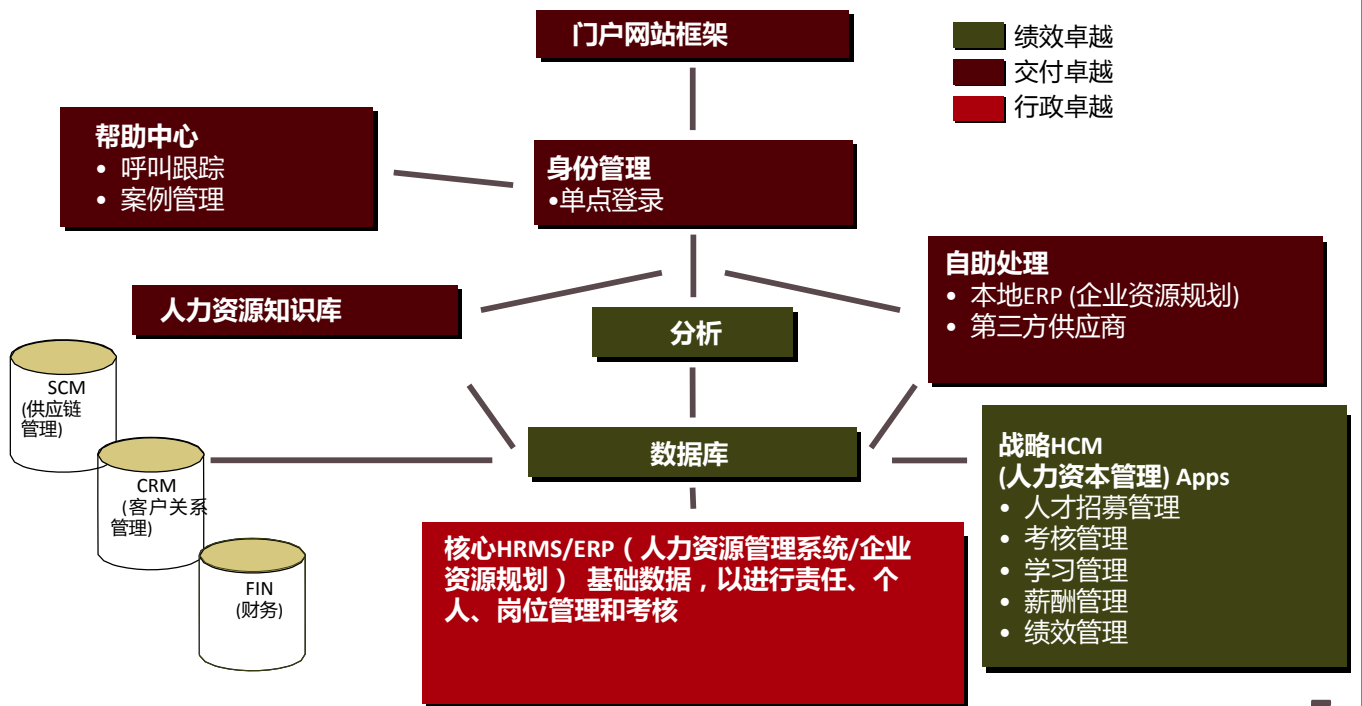 门户网站框架
绩效卓越
交付卓越
行政卓越
帮助中心
• 呼叫跟踪
• 案例管理
身份管理
•单点登录
自助处理
• 本地ERP (企业资源规划)
• 第三方供应商
人力资源知识库
分析
SCM
(供应链
管理)
CRM
(客户关系
管理)
FIN
(财务)
数据库
战略HCM
(人力资本管理) Apps
• 人才招募管理
• 考核管理
• 学习管理
• 薪酬管理
• 绩效管理
核心HRMS/ERP（人力资源管理系统/企业
资源规划） 基础数据，以进行责任、个
人、岗位管理和考核